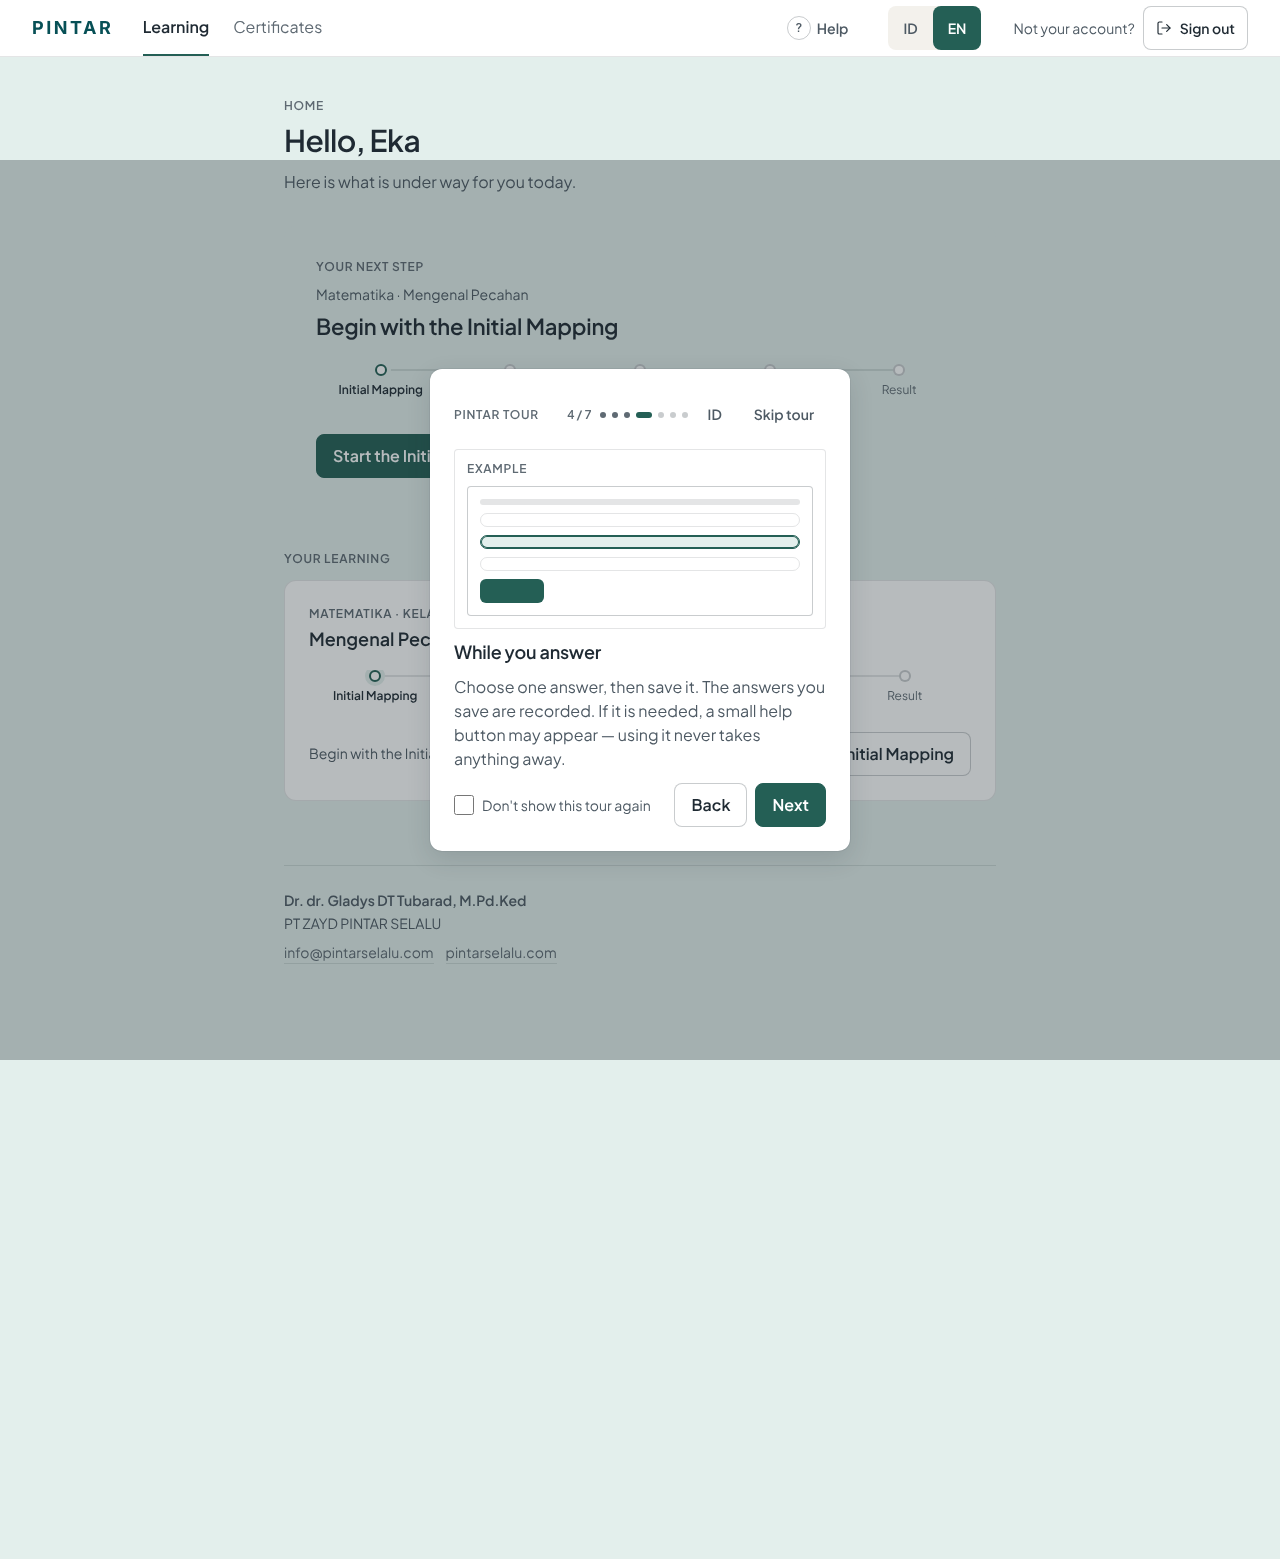 PINTAR
Learning
Certificates
?
Help
ID
EN
Not your account?
Sign out
HOME
Hello, Eka
Here is what is under way for you today.
YOUR NEXT STEP
Matematika · Mengenal Pecahan
Begin with the Initial Mapping
Initial Mapping
Result
Start the Initi
PINTAR TOUR
4 / 7
ID
Skip tour
EXAMPLE
While you answer
Choose one answer, then save it. The answers you
save are recorded. If it is needed, a small help
button may appear — using it never takes
anything away.
Don't show this tour again
Back
Next
YOUR LEARNING
MATEMATIKA · KELA
Mengenal Pec
Initial Mapping
Result
Begin with the Initia
nitial Mapping
Dr. dr. Gladys DT Tubarad, M.Pd.Ked
PT ZAYD PINTAR SELALU
info@pintarselalu.com
pintarselalu.com